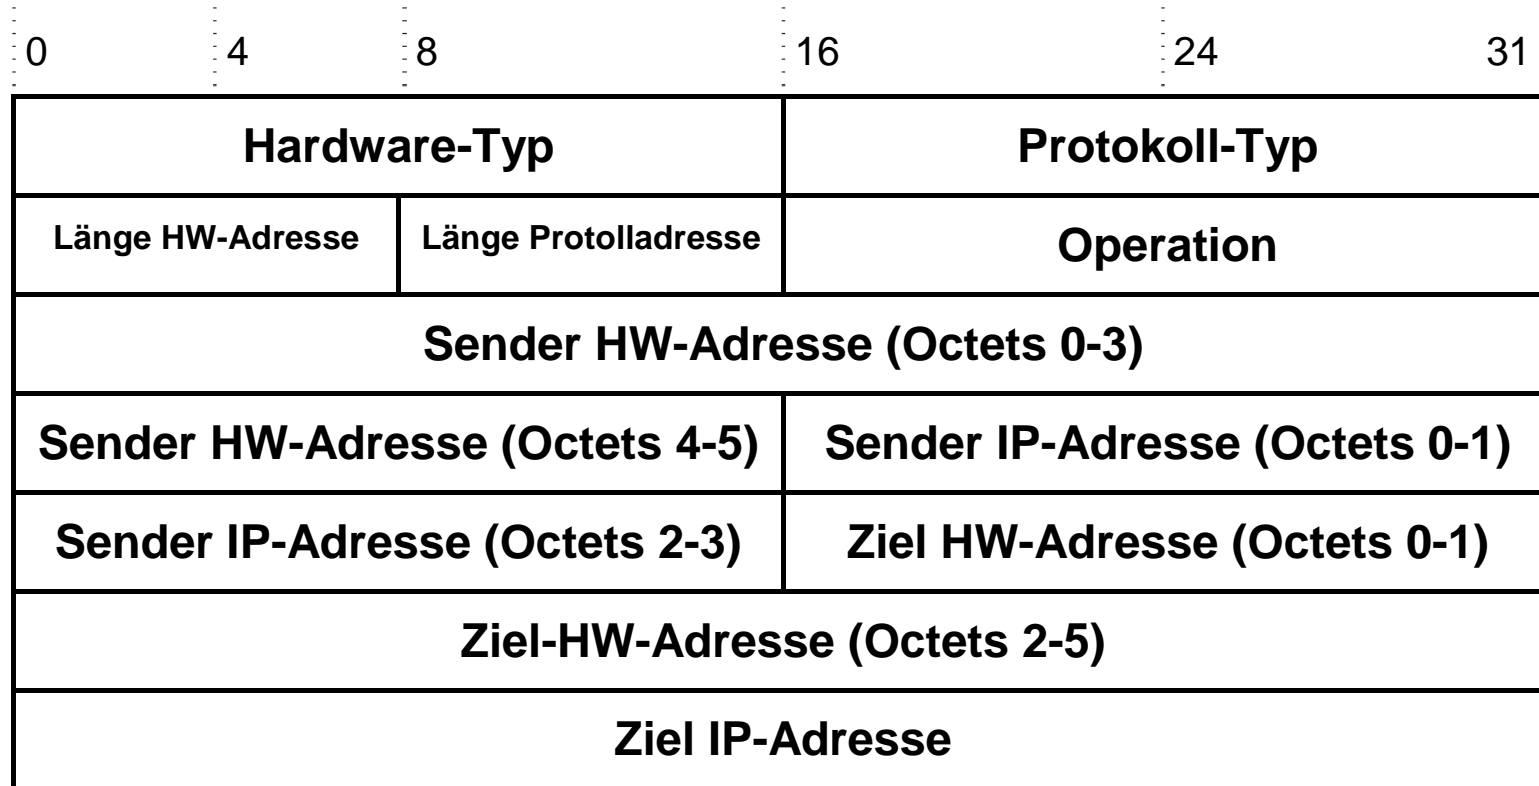 0 4 8 16 24 31
Hardware-Typ Protokoll-Typ
Länge HW-Adresse Länge Protolladresse Operation
Sender HW-Adresse (Octets 0-3)
Sender HW-Adresse (Octets 4-5) Sender IP-Adresse (Octets 0-1)
Sender IP-Adresse (Octets 2-3) Ziel HW-Adresse (Octets 0-1)
Ziel-HW-Adresse (Octets 2-5)
Ziel IP-Adresse